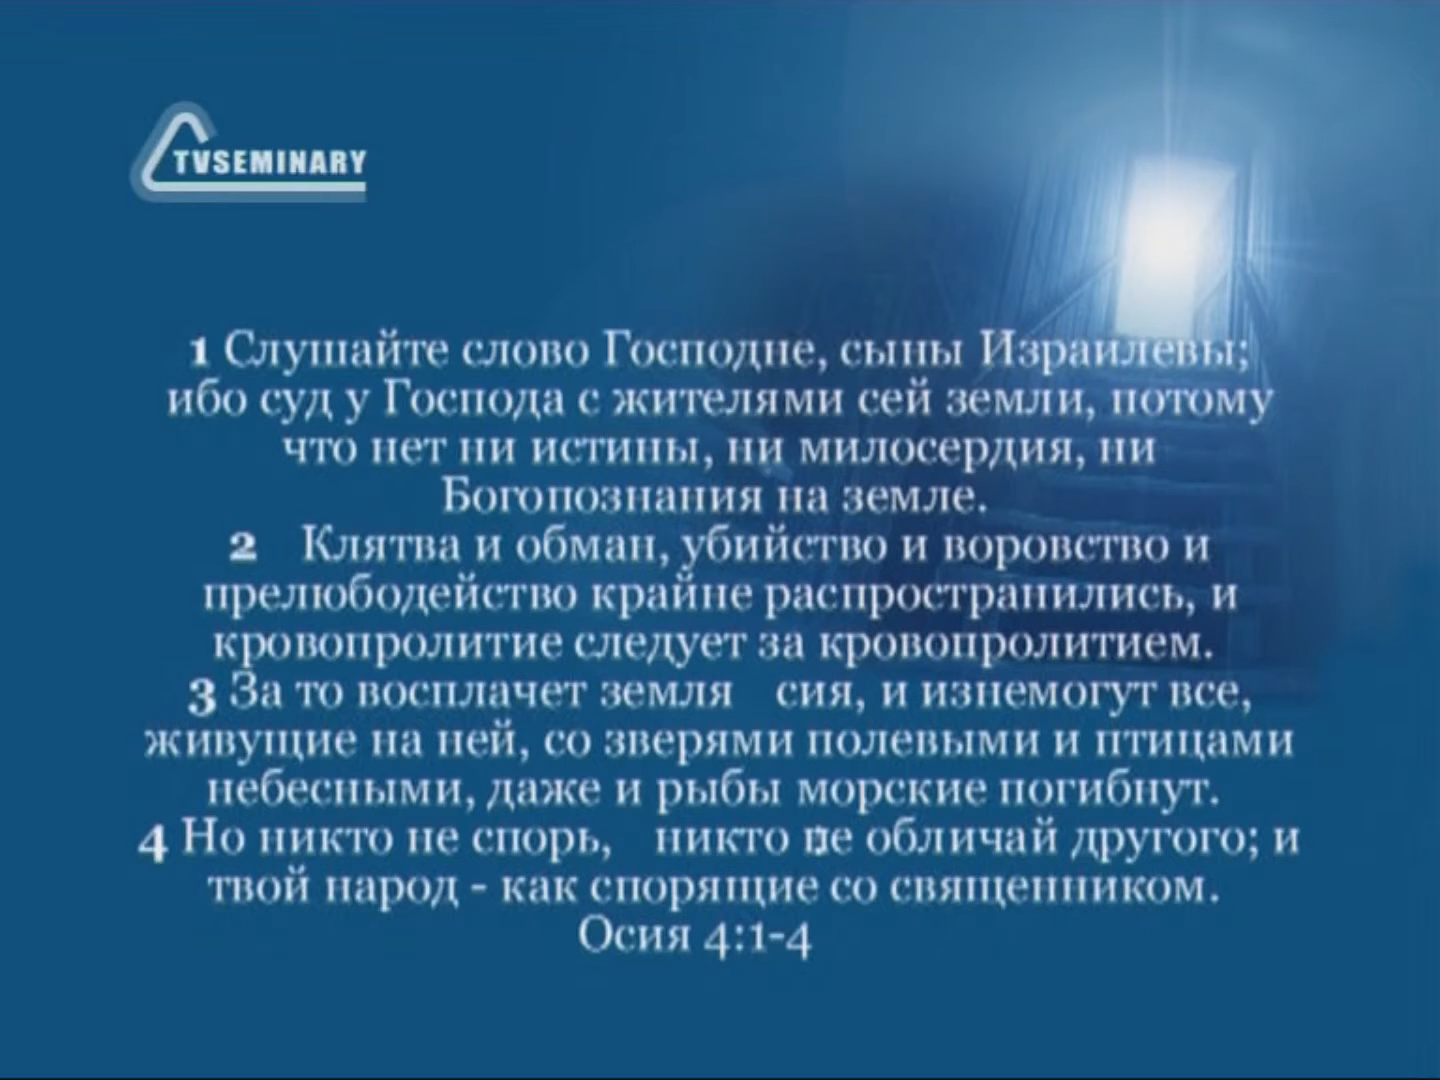 TVSEMINARY
1 Слушайте слово Господне, сыны Израилевы;
ибо суд у Господа с жителями сей земли, потому
что нет ни истины, ни милосердия, ни
Богопознания на земле.
2 Клятва и обман, убийство и воровство и
прелюбодейство крайне распространились, и
кровопролитие следует за кровопролитием.
3 За то восплачет земля сия, и изнемогут все,
живущие на ней, со зверями полевыми и птицами
небесными, даже и рыбы морские погибнут.
4 Но никто не спорь, никто не обличай другого; и
твой народ - как спорящие со священником.
Осия 4:1-4